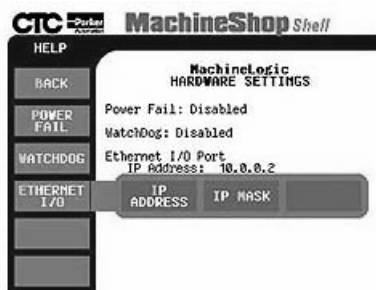 CTC Parker Automation MachineShop Shell
HELP
BACK
POWER FAIL
WATCHDOG
ETHERNET I/O
MachineLogic
HARDWARE SETTINGS
Power Fail: Disabled
WatchDog: Disabled
Ethernet I/O Port
IP Address: 10.0.0.2
IP ADDRESS
IP MASK